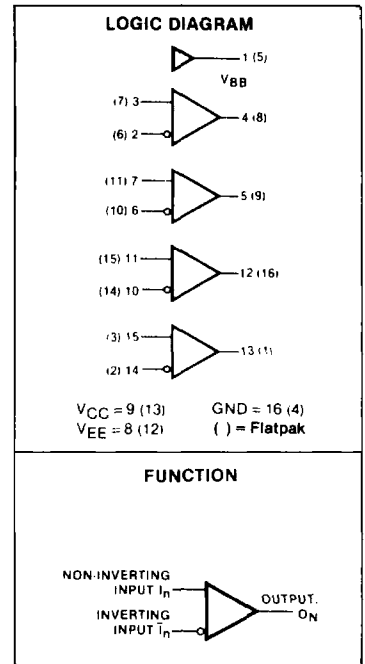 LOGIC DIAGRAM
1 (5)
VBB
(7) 3
4 (8)
(6) 2
(11) 7
5 (9)
(10) 6
(15) 11
12 (16)
(14) 10
(3) 15
13 (1)
(2) 14
VCC = 9 (13) GND = 16 (4)
VEE = 8 (12) ( ) = Flatpak
FUNCTION
NON-INVERTING
INPUT In
OUTPUT.
ON
INVERTING
INPUT I̅n